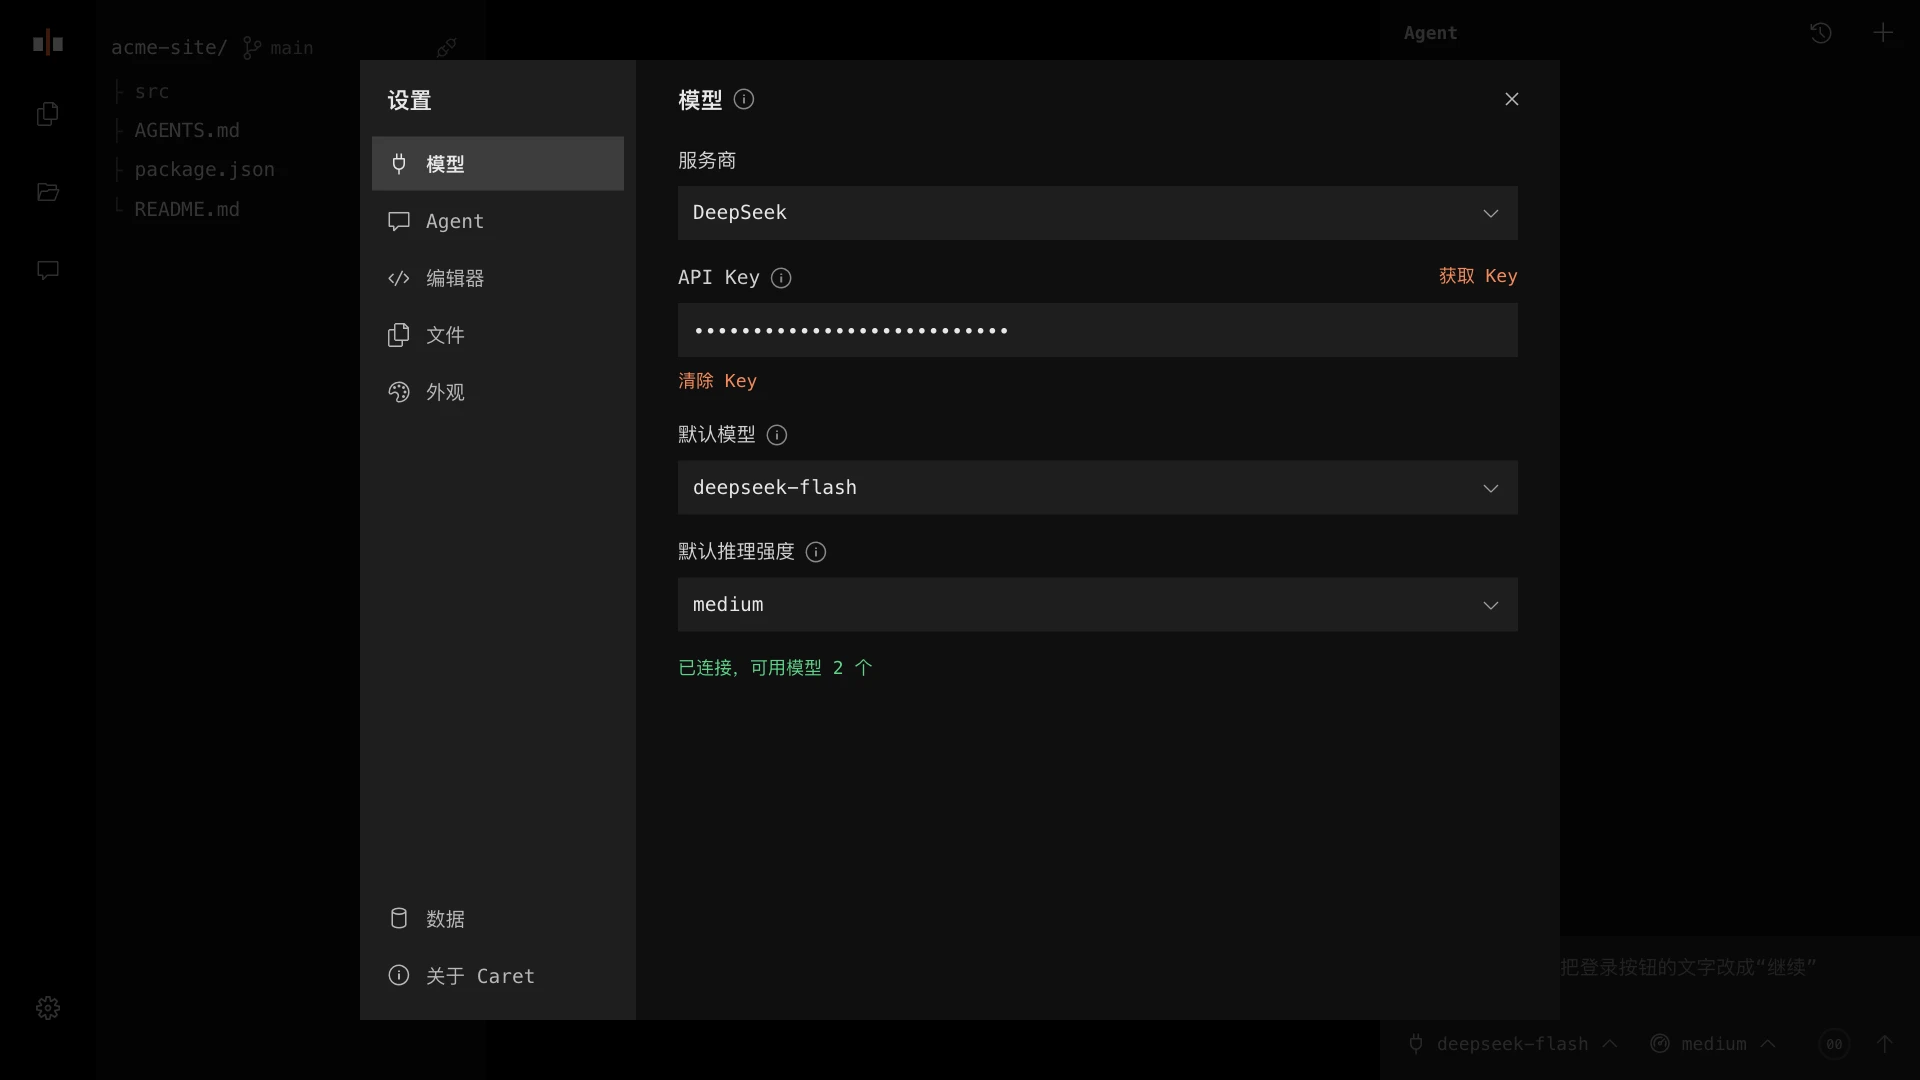 acme-site/ main
src
AGENTS.md
package.json
README.md
Agent
设置
模型
Agent
编辑器
文件
外观
数据
关于 Caret
模型
服务商
DeepSeek
API Key
获取 Key
••••••••••••••••••••••••••• 
清除 Key
默认模型
deepseek-flash
默认推理强度
medium
已连接, 可用模型 2 个
把登录按钮的文字改成“继续”
deepseek-flash
medium
00